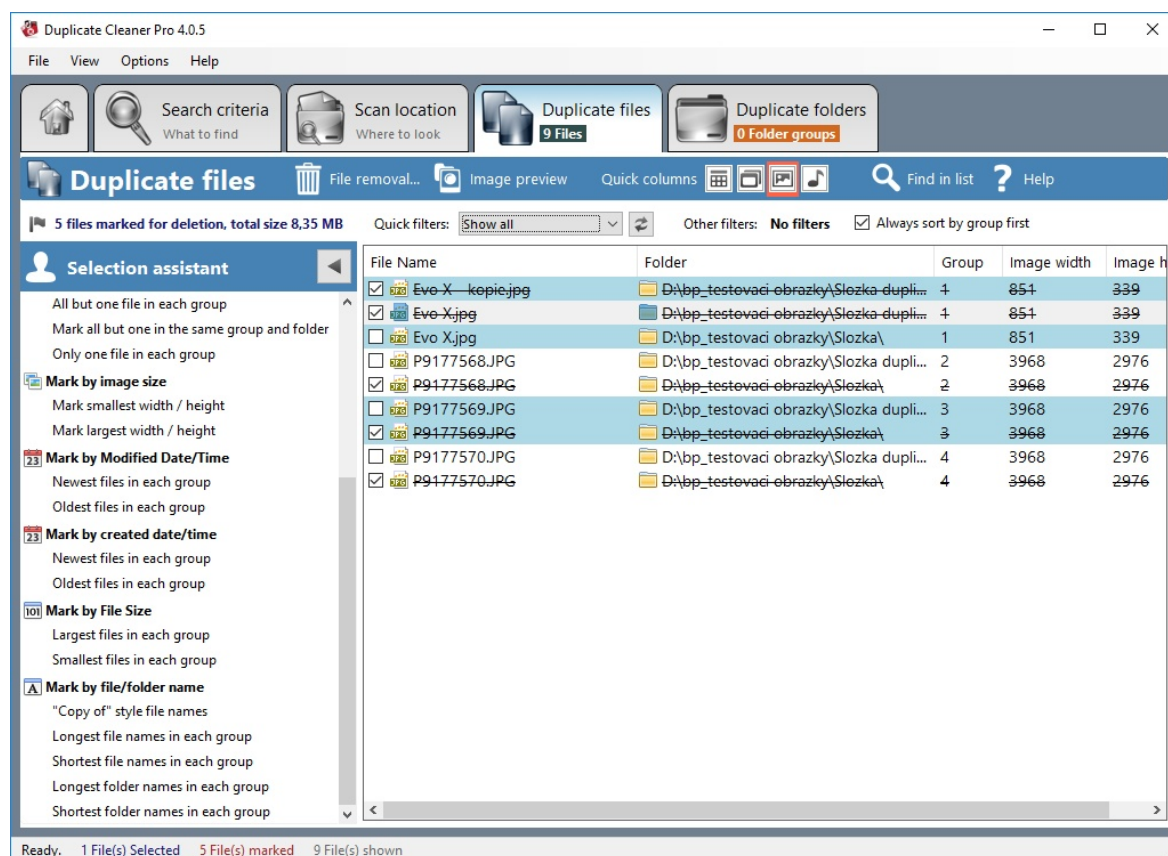 Duplicate Cleaner Pro 4.0.5
File View Options Help
Search criteria
What to find
Scan location
Where to look
Duplicate files
9 Files
Duplicate folders
0 Folder groups
Duplicate files File removal... Image preview Quick columns Find in list ? Help
5 files marked for deletion, total size 8,35 MB Quick filters: Show all Other filters: No filters Always sort by group first
Selection assistant
All but one file in each group
Mark all but one in the same group and folder
Only one file in each group
Mark by image size
Mark smallest width / height
Mark largest width / height
23 Mark by Modified Date/Time
Newest files in each group
Oldest files in each group
23 Mark by created date/time
Newest files in each group
Oldest files in each group
101 Mark by File Size
Largest files in each group
Smallest files in each group
A Mark by file/folder name
"Copy of" style file names
Longest file names in each group
Shortest file names in each group
Longest folder names in each group
Shortest folder names in each group
File Name Folder Group Image width Image h
Evo X – kopie.jpg D:\bp_testovaci obrazky\Slozka dupli... 1 851 339
Evo X.jpg D:\bp_testovaci obrazky\Slozka dupli... 1 851 339
Evo X.jpg D:\bp_testovaci obrazky\Slozka\ 1 851 339
P9177568.JPG D:\bp_testovaci obrazky\Slozka dupli... 2 3968 2976
P9177568.JPG D:\bp_testovaci obrazky\Slozka\ 2 3968 2976
P9177569.JPG D:\bp_testovaci obrazky\Slozka dupli... 3 3968 2976
P9177569.JPG D:\bp_testovaci obrazky\Slozka\ 3 3968 2976
P9177570.JPG D:\bp_testovaci obrazky\Slozka dupli... 4 3968 2976
P9177570.JPG D:\bp_testovaci obrazky\Slozka\ 4 3968 2976
Ready. 1 File(s) Selected 5 File(s) marked 9 File(s) shown